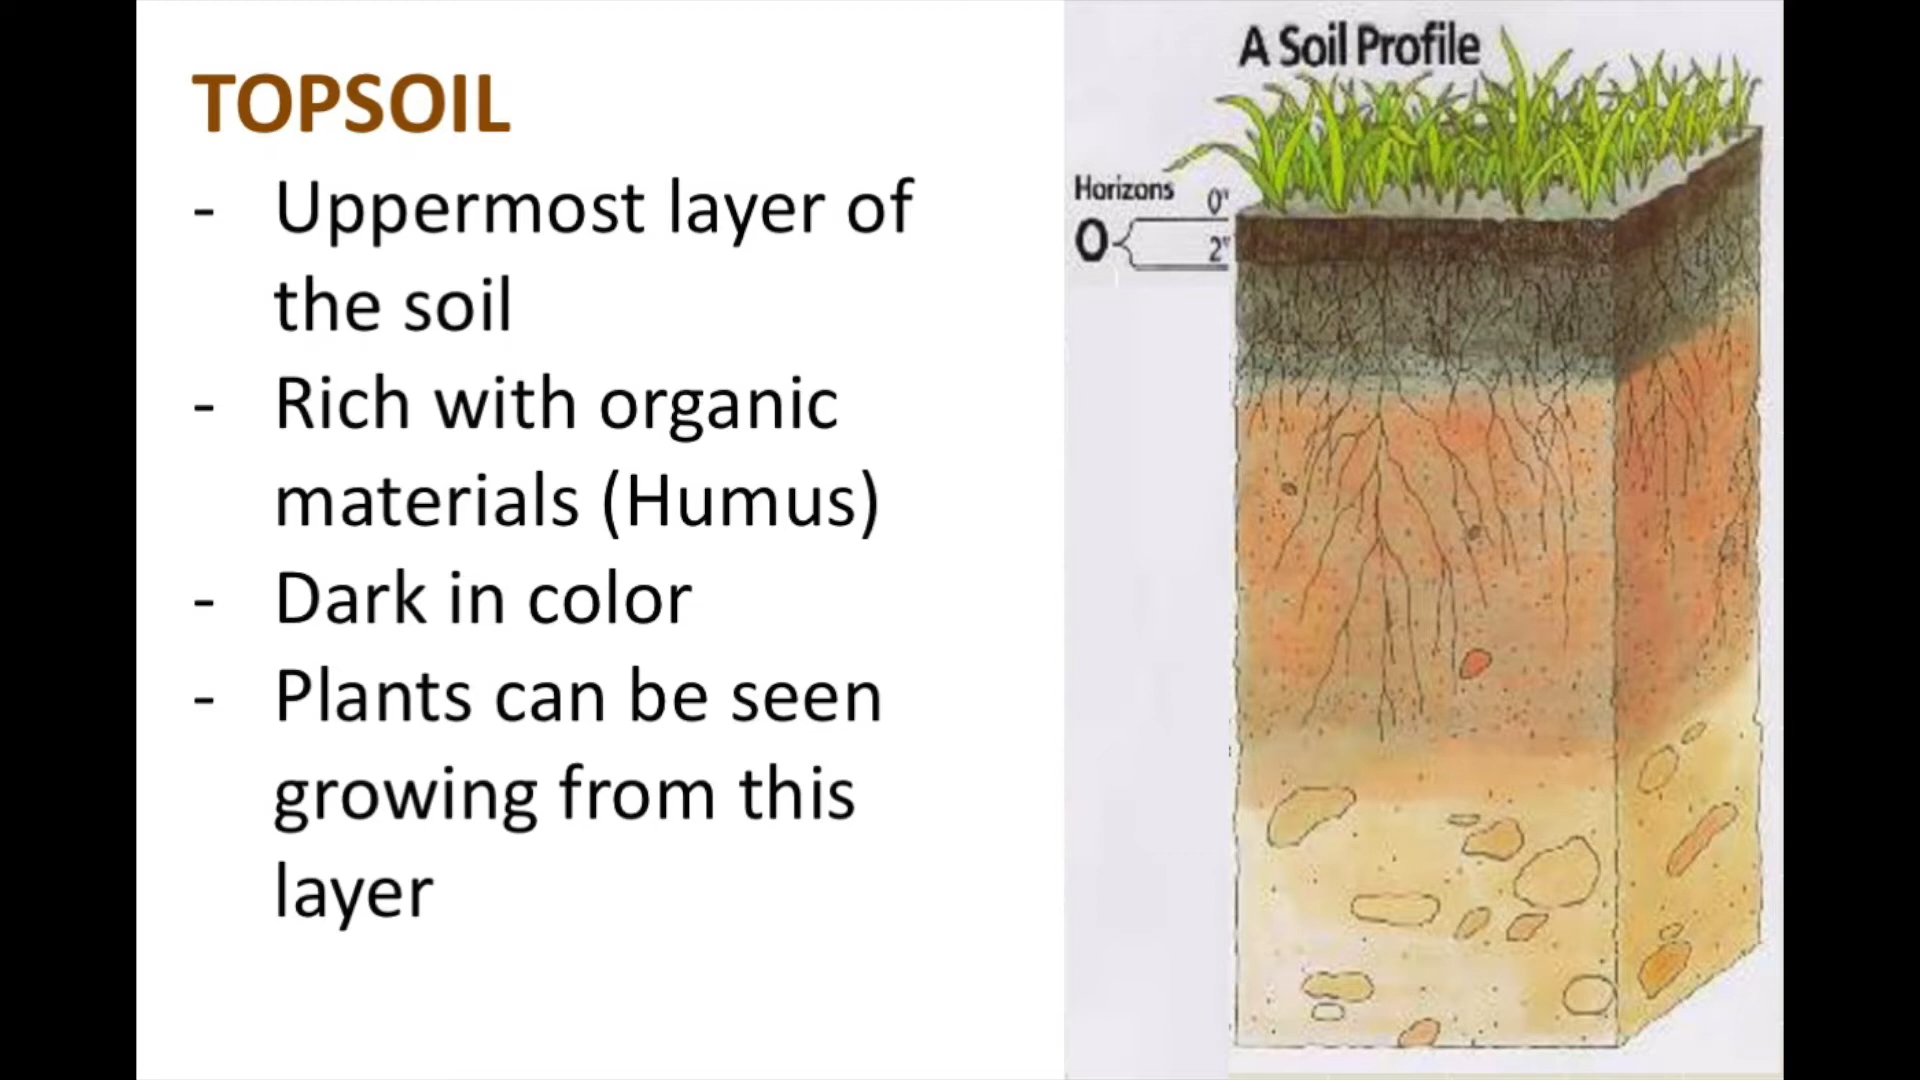 TOPSOIL
- Uppermost layer of
the soil
- Rich with organic
materials (Humus)
- Dark in color
- Plants can be seen
growing from this
layer
A Soil Profile
Horizons
0"
O
2"